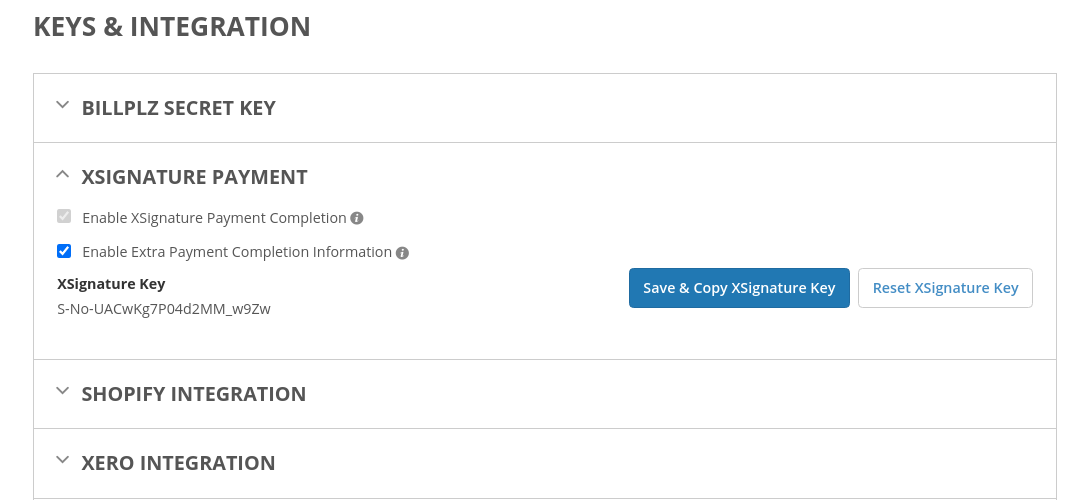 KEYS & INTEGRATION
BILLPLZ SECRET KEY
XSIGNATURE PAYMENT
Enable XSignature Payment Completion
Enable Extra Payment Completion Information
XSignature Key
S-No-UACwKg7P04d2MM_w9Zw
Save & Copy XSignature Key
Reset XSignature Key
SHOPIFY INTEGRATION
XERO INTEGRATION